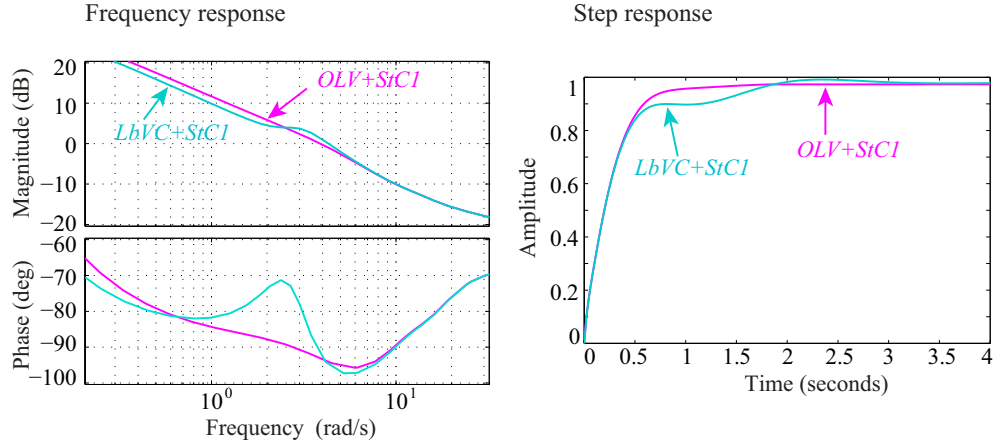 Frequency response
Step response
Magnitude (dB)
20
10
0
−10
−20
OLV+StC1
LbVC+StC1
Phase (deg)
−60
−70
−80
−90
−100
10^0
10^1
Frequency (rad/s)
Amplitude
1
0.8
0.6
0.4
0.2
0
LbVC+StC1
OLV+StC1
0 0.5 1 1.5 2 2.5 3 3.5 4
Time (seconds)